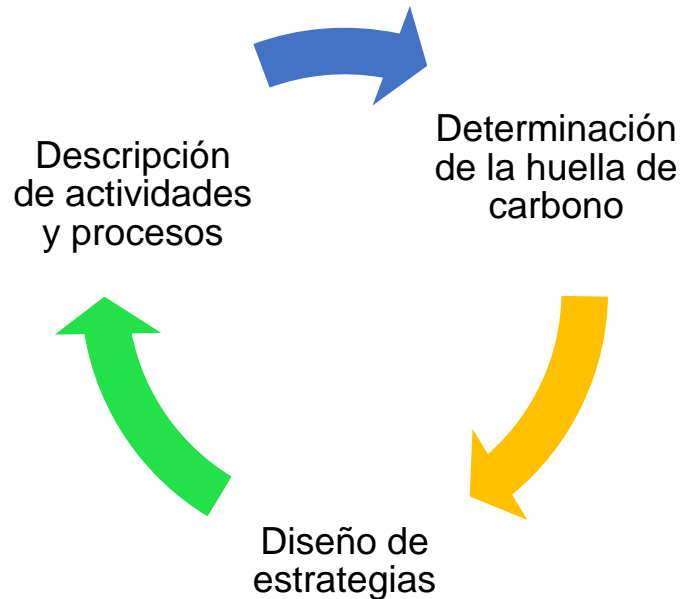 Descripción
de actividades
y procesos
Determinación
de la huella de
carbono
Diseño de
estrategias